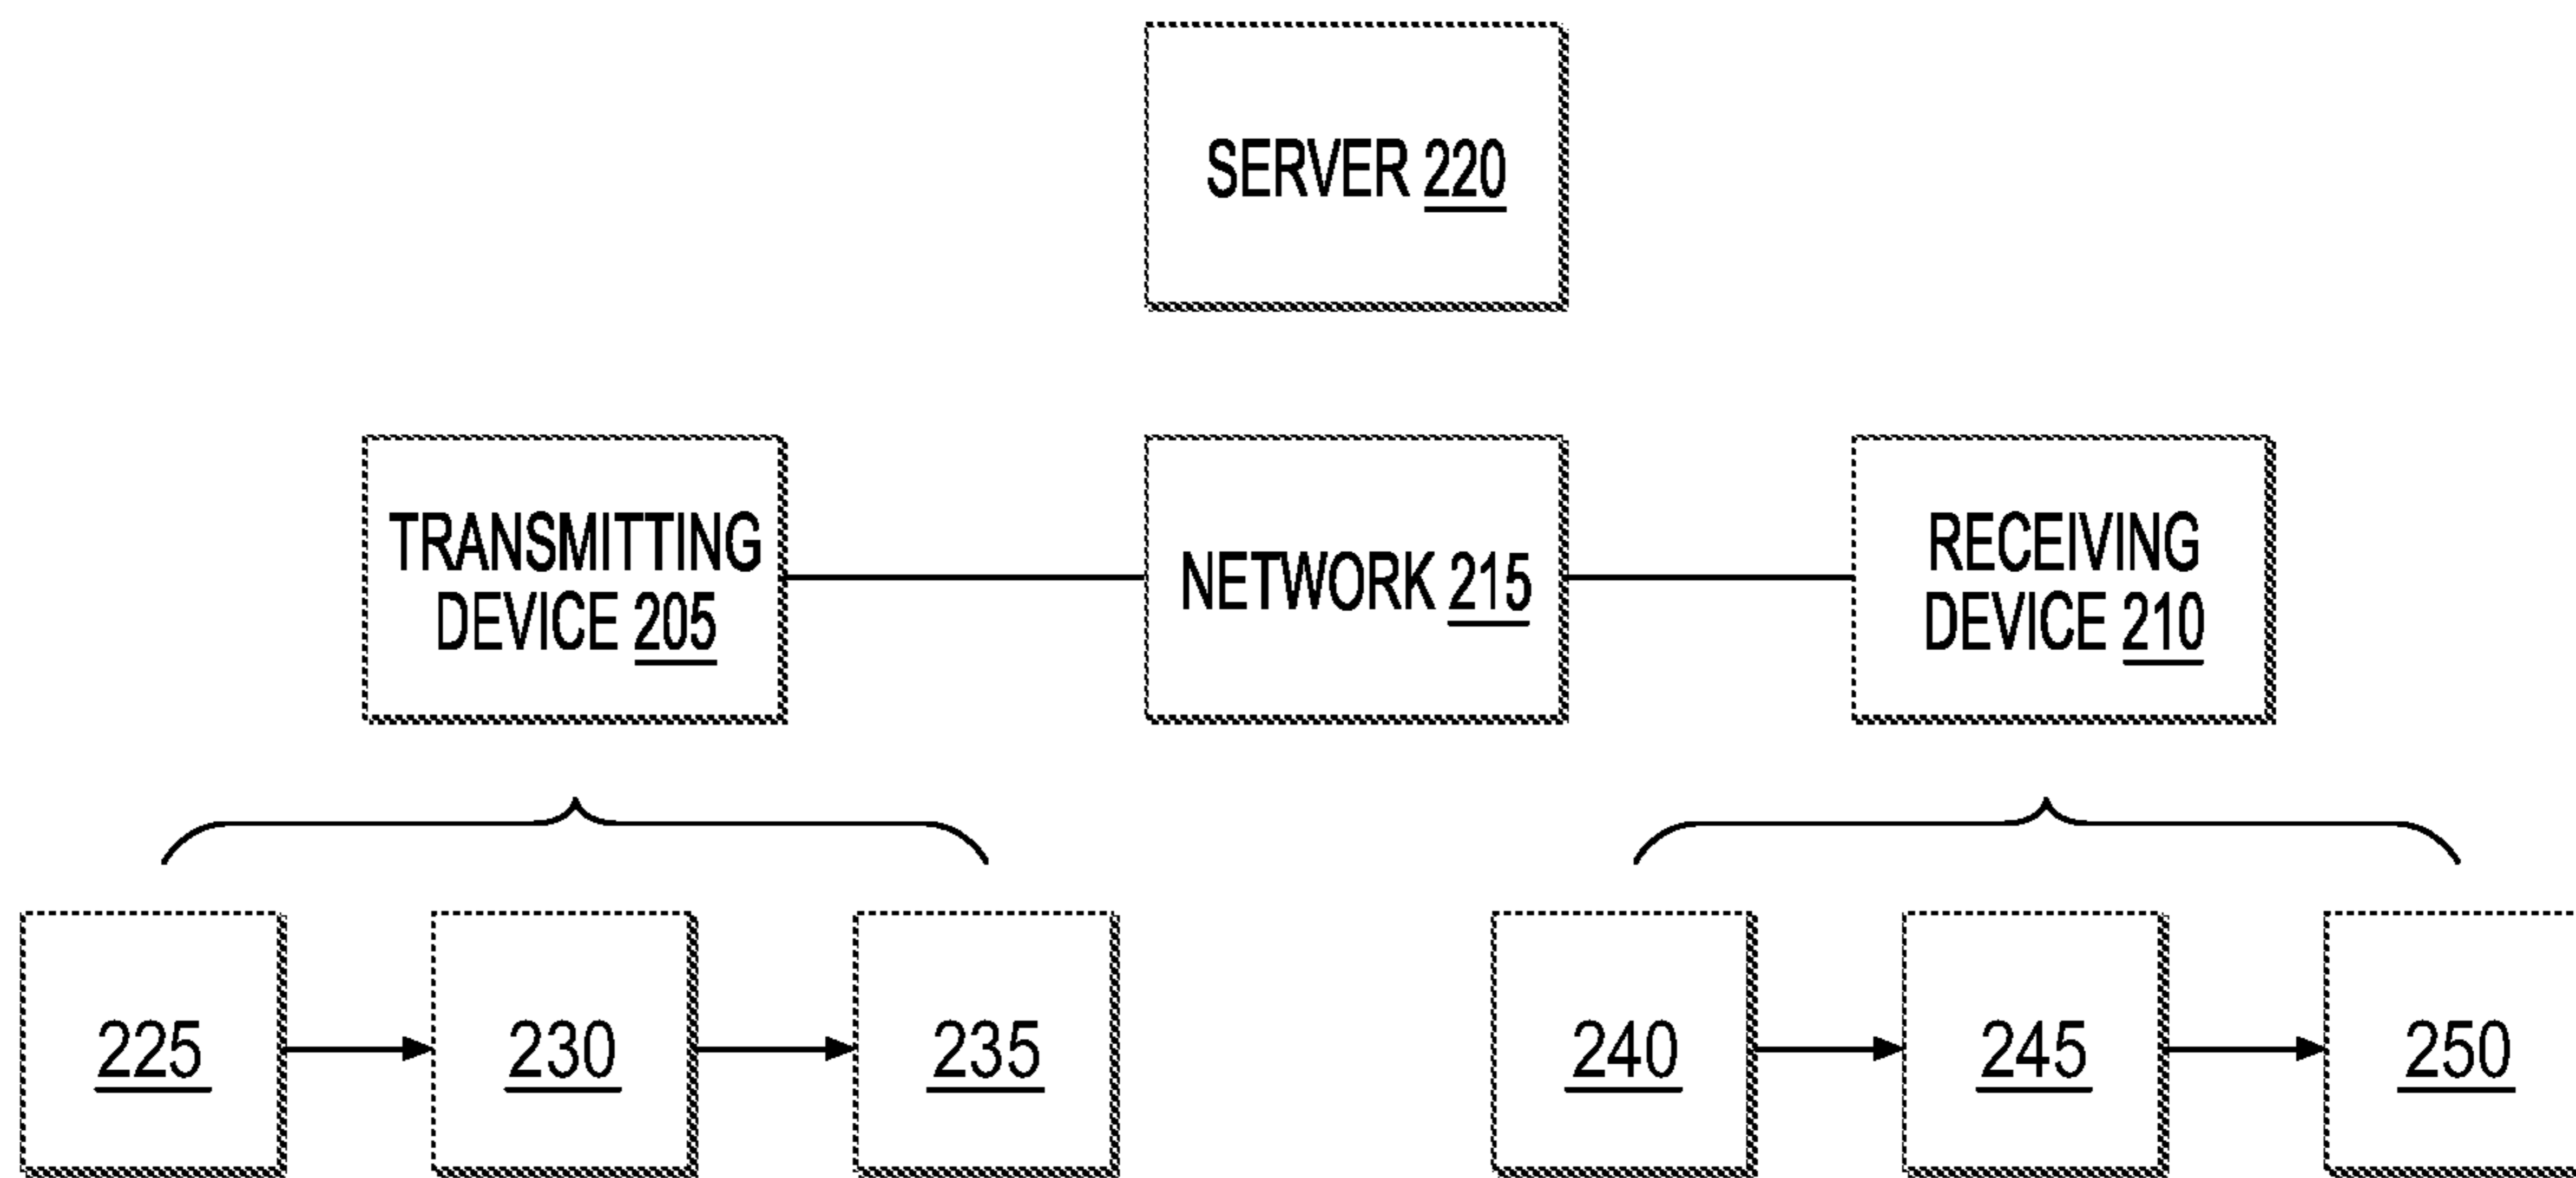 SERVER 220
TRANSMITTING
DEVICE 205
NETWORK 215
RECEIVING
DEVICE 210
225
230
235
240
245
250